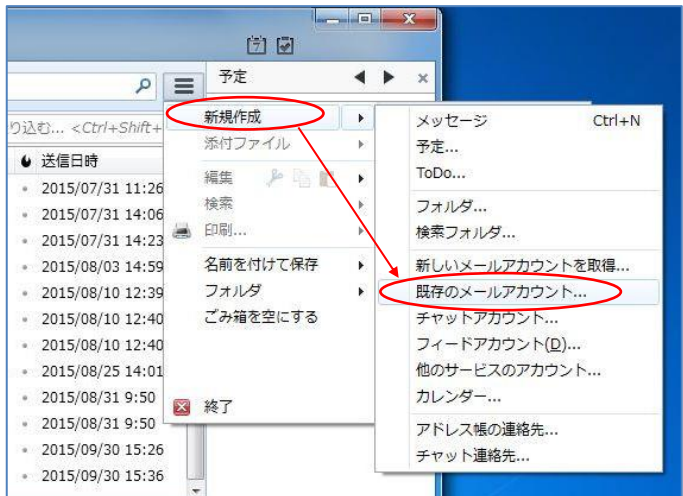 7
予定
り込む... <Ctrl+Shift+
送信日時
2015/07/31 11:26
2015/07/31 14:06
2015/07/31 14:23
2015/08/03 14:59
2015/08/10 12:39
2015/08/10 12:40
2015/08/10 12:40
2015/08/25 14:01
2015/08/31 9:50
2015/08/31 9:50
2015/09/30 15:26
2015/09/30 15:36
新規作成
添付ファイル
編集
検索
印刷...
名前を付けて保存
フォルダ
ごみ箱を空にする
終了
メッセージ Ctrl+N
予定...
ToDo...
フォルダ...
検索フォルダ...
新しいメールアカウントを取得...
既存のメールアカウント...
チャットアカウント...
フィードアカウント(D)...
他のサービスのアカウント...
カレンダー...
アドレス帳の連絡先...
チャット連絡先...